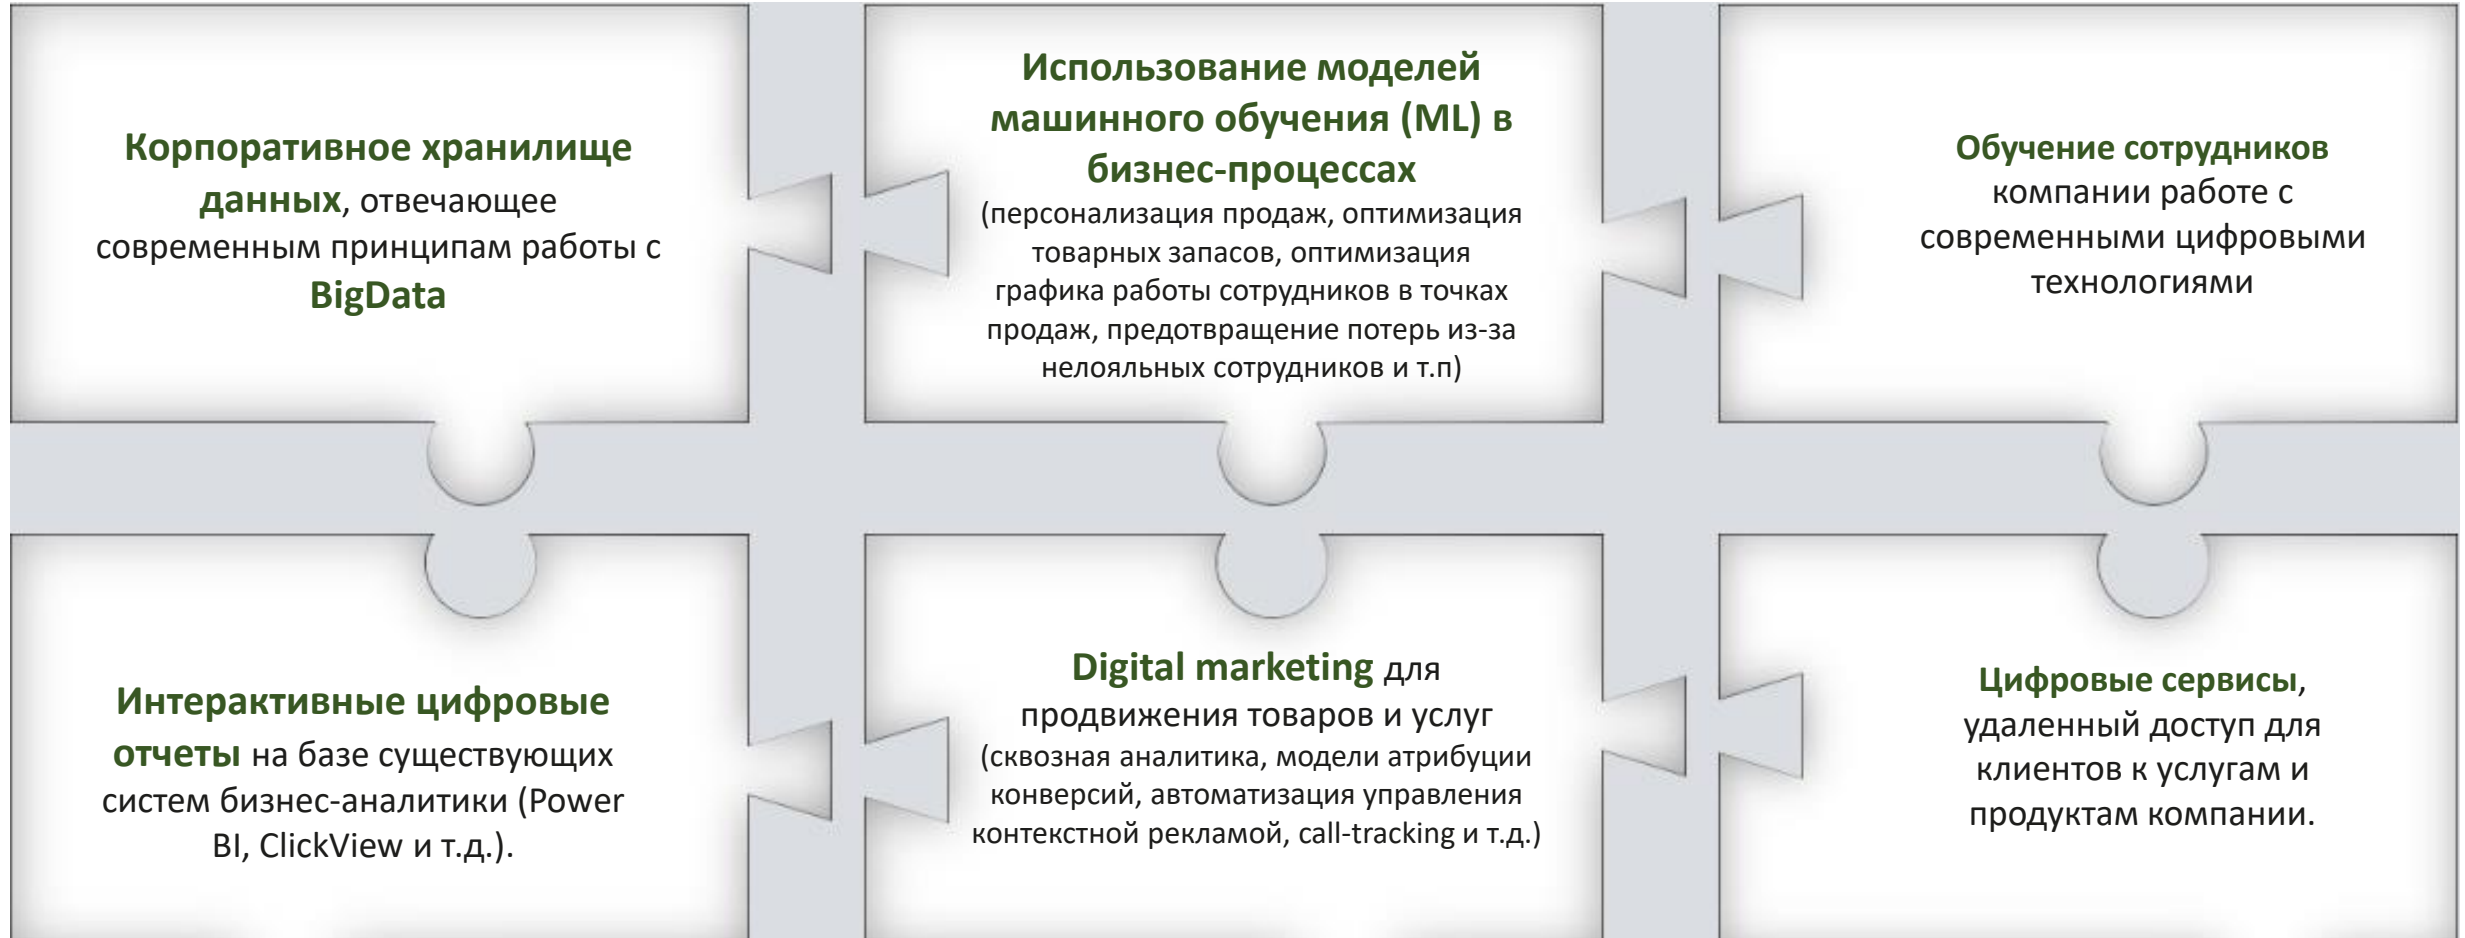 Корпоративное хранилище
данных, отвечающее
современным принципам работы с
BigData
Использование моделей
машинного обучения (ML) в
бизнес-процессах
(персонализация продаж, оптимизация
товарных запасов, оптимизация
графика работы сотрудников в точках
продаж, предотвращение потерь из-за
нелояльных сотрудников и т.п)
Обучение сотрудников
компании работе с
современными цифровыми
технологиями
Интерактивные цифровые
отчеты на базе существующих
систем бизнес-аналитики (Power
BI, ClickView и т.д.).
Digital marketing для
продвижения товаров и услуг
(сквозная аналитика, модели атрибуции
конверсий, автоматизация управления
контекстной рекламой, call-tracking и т.д.)
Цифровые сервисы,
удаленный доступ для
клиентов к услугам и
продуктам компании.